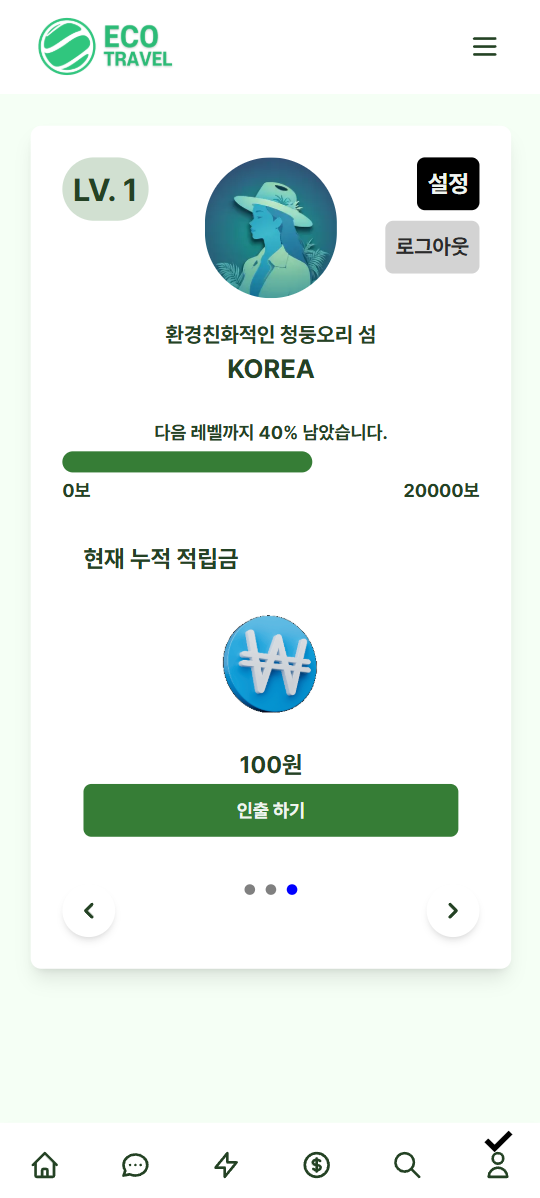 ECO
TRAVEL
LV. 1
설정
로그아웃
환경친화적인 청둥오리 섬
KOREA
다음 레벨까지 40% 남았습니다.
0보 20000보
현재 누적 적립금
100원
인출 하기